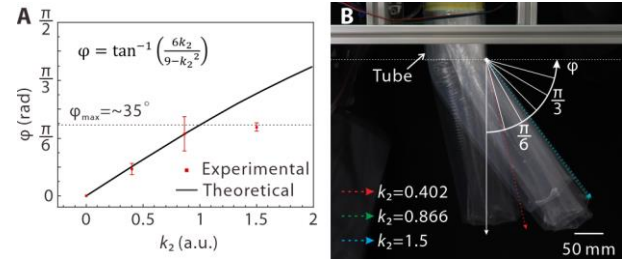 A
φ = tan⁻¹ (6k₂ / 9−k₂²)
φmax=~35°
φ (rad)
π/2
π/3
π/6
0
Experimental
Theoretical
0 0.5 1 1.5 2
k₂ (a.u.)
B
Tube
φ
π/3
π/6
k₂=0.402
k₂=0.866
k₂=1.5
50 mm